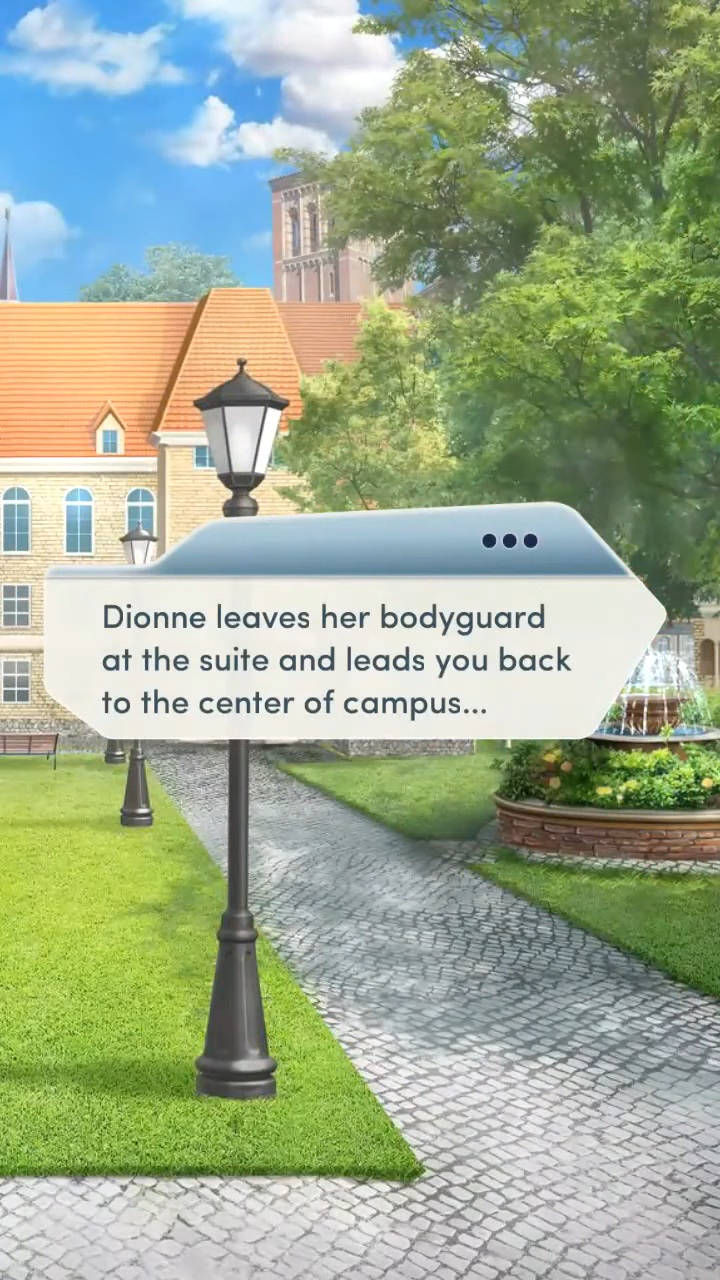 Dionne leaves her bodyguard
at the suite and leads you back
to the center of campus...